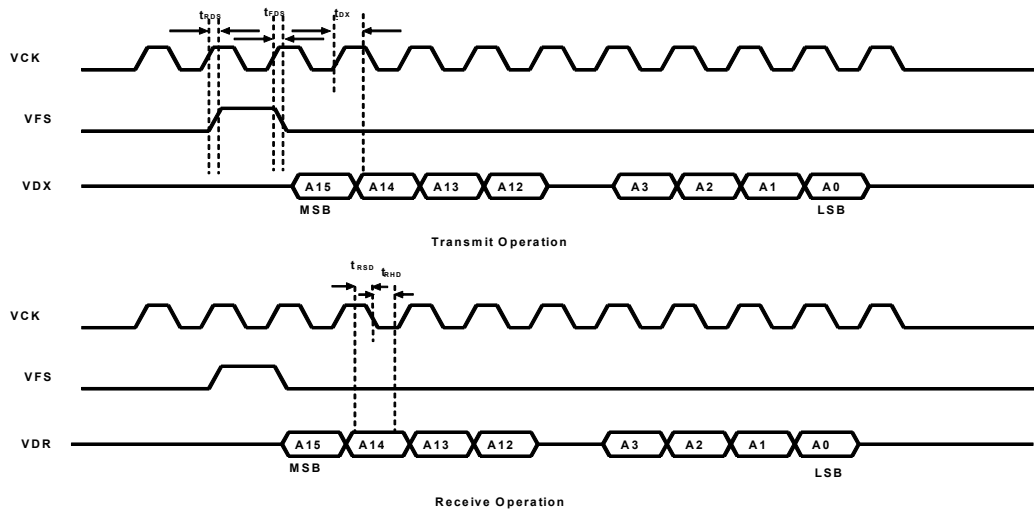 tRDS tFDS tDX
VCK
VFS
VDX A15 A14 A13 A12 A3 A2 A1 A0
MSB LSB
Transmit Operation
tRSD tRHD
VCK
VFS
VDR A15 A14 A13 A12 A3 A2 A1 A0
MSB LSB
Receive Operation